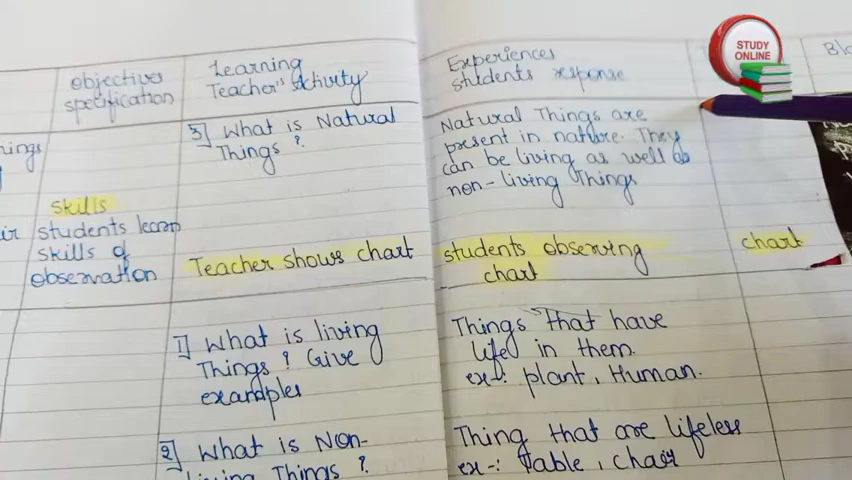 STUDY
ONLINE
objectives
specification
Learning
Teacher's Activity
Experiences
students response
3] What is Natural
Things?
Natural Things are
present in nature. They
can be living as well as
non-living Things
skills
students learn
skills of
observation
Teacher shows chart
students observing
chart
chart
1] What is living
Things? Give
examples
Things that have
life in them.
ex-: plant, Human.
2] What is Non-
living Things?
Thing that are lifeless
ex-: Table, chair